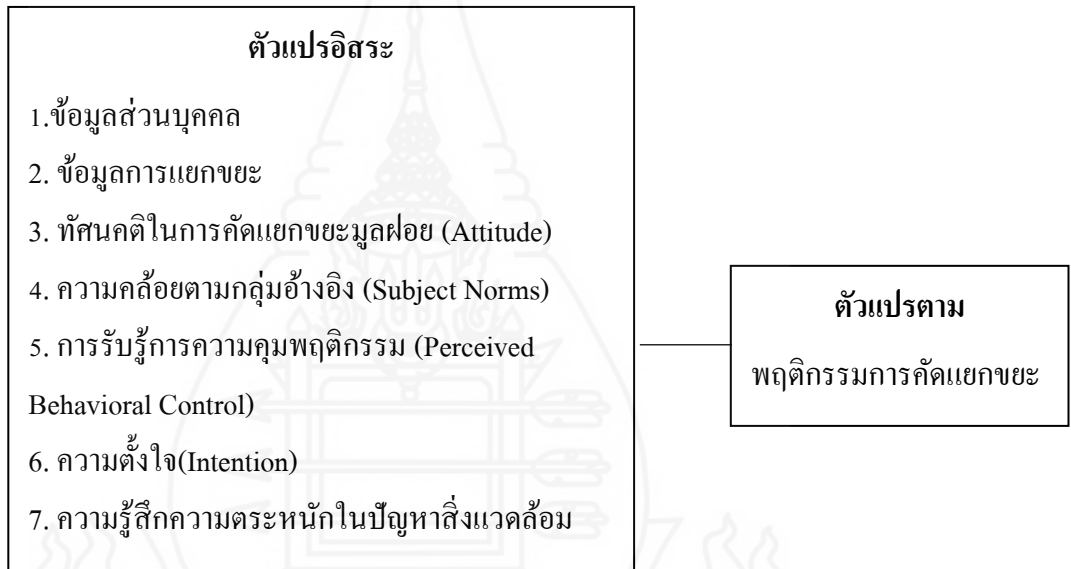 ตัวแปรอิสระ
1.ข้อมูลส่วนบุคคล
2. ข้อมูลการแยกขยะ
3. ทัศนคติในการคัดแยกขยะมูลฝอย (Attitude)
4. ความคล้อยตามกลุ่มอ้างอิง (Subject Norms)
5. การรับรู้การความคุมพฤติกรรม (Perceived
Behavioral Control)
6. ความตั้งใจ(Intention)
7. ความรู้สึกความตระหนักในปัญหาสิ่งแวดล้อม
ตัวแปรตาม
พฤติกรรมการคัดแยกขยะ